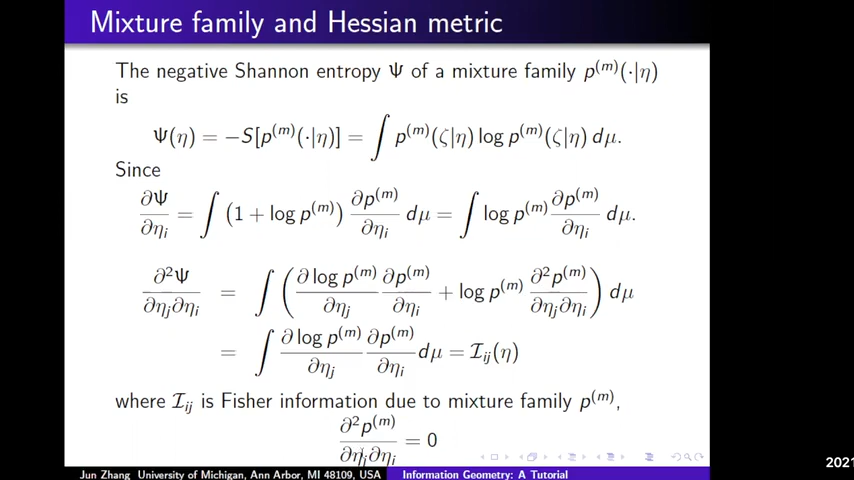 Mixture family and Hessian metric
The negative Shannon entropy Ψ of a mixture family p^(m)(·|η)
is
Ψ(η) = −S[p^(m)(·|η)] = ∫ p^(m)(ζ|η) log p^(m)(ζ|η) dμ.
Since
∂Ψ/∂η_i = ∫ (1 + log p^(m)) ∂p^(m)/∂η_i dμ = ∫ log p^(m) ∂p^(m)/∂η_i dμ.
∂²Ψ/∂η_j∂η_i = ∫ (∂ log p^(m)/∂η_j ∂p^(m)/∂η_i + log p^(m) ∂²p^(m)/∂η_j∂η_i) dμ
= ∫ ∂ log p^(m)/∂η_j ∂p^(m)/∂η_i dμ = I_ij(η)
where I_ij is Fisher information due to mixture family p^(m),
∂²p^(m)/∂η_j∂η_i = 0
Jun Zhang University of Michigan, Ann Arbor, MI 48109, USA Information Geometry: A Tutorial
2021